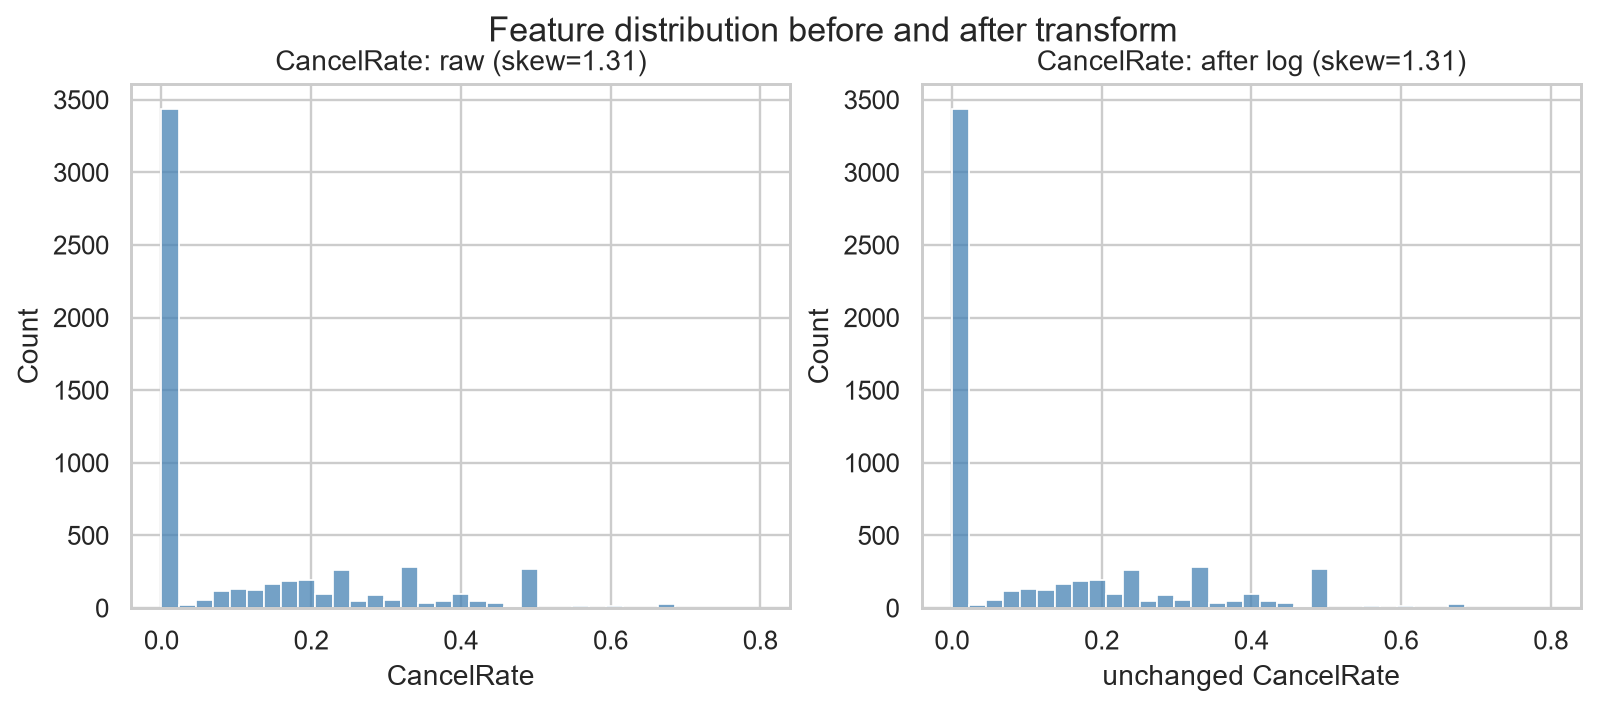 Feature distribution before and after transform
CancelRate: raw (skew=1.31)
Count
3500
3000
2500
2000
1500
1000
500
0
0.0 0.2 0.4 0.6 0.8
CancelRate
CancelRate: after log (skew=1.31)
Count
3500
3000
2500
2000
1500
1000
500
0
0.0 0.2 0.4 0.6 0.8
unchanged CancelRate